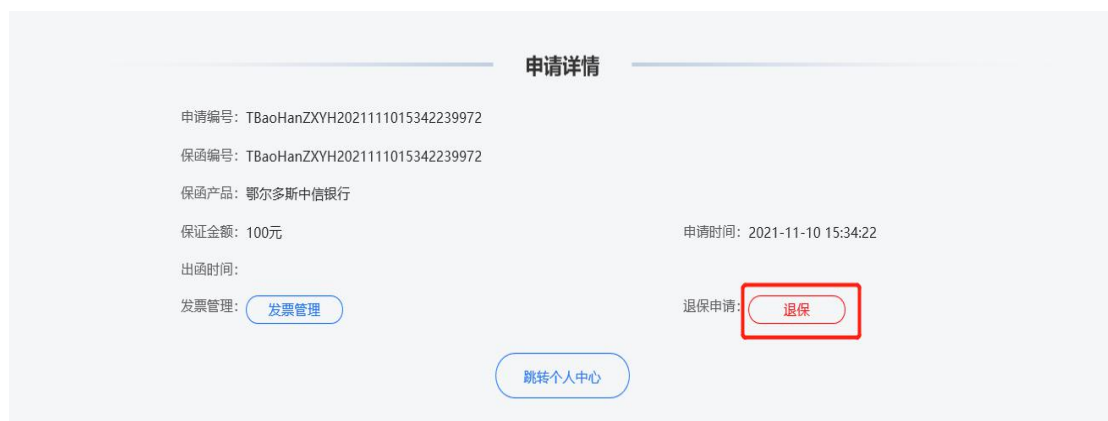 申请详情
申请编号：TBaoHanZXYH2021111015342239972
保函编号：TBaoHanZXYH2021111015342239972
保函产品：鄂尔多斯中信银行
保证金额：100元 申请时间：2021-11-10 15:34:22
出函时间：
发票管理：发票管理 退保申请：退保
跳转个人中心